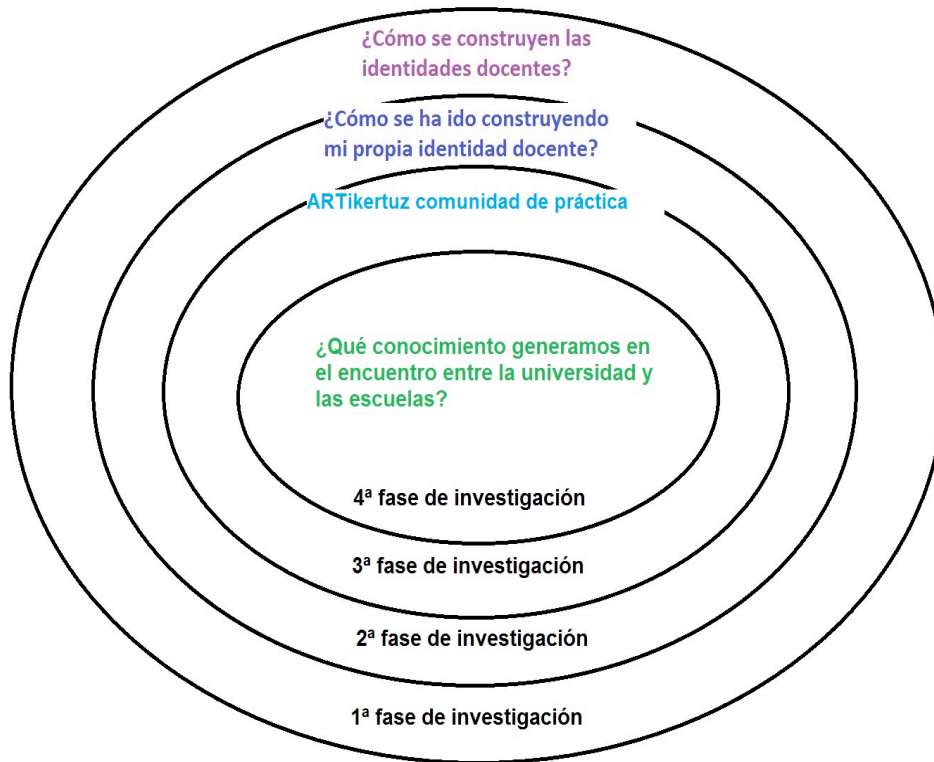 ¿Cómo se construyen las
identidades docentes?
¿Cómo se ha ido construyendo
mi propia identidad docente?
ARTikertuz comunidad de práctica
¿Qué conocimiento generamos en
el encuentro entre la universidad y
las escuelas?
4ª fase de investigación
3ª fase de investigación
2ª fase de investigación
1ª fase de investigación